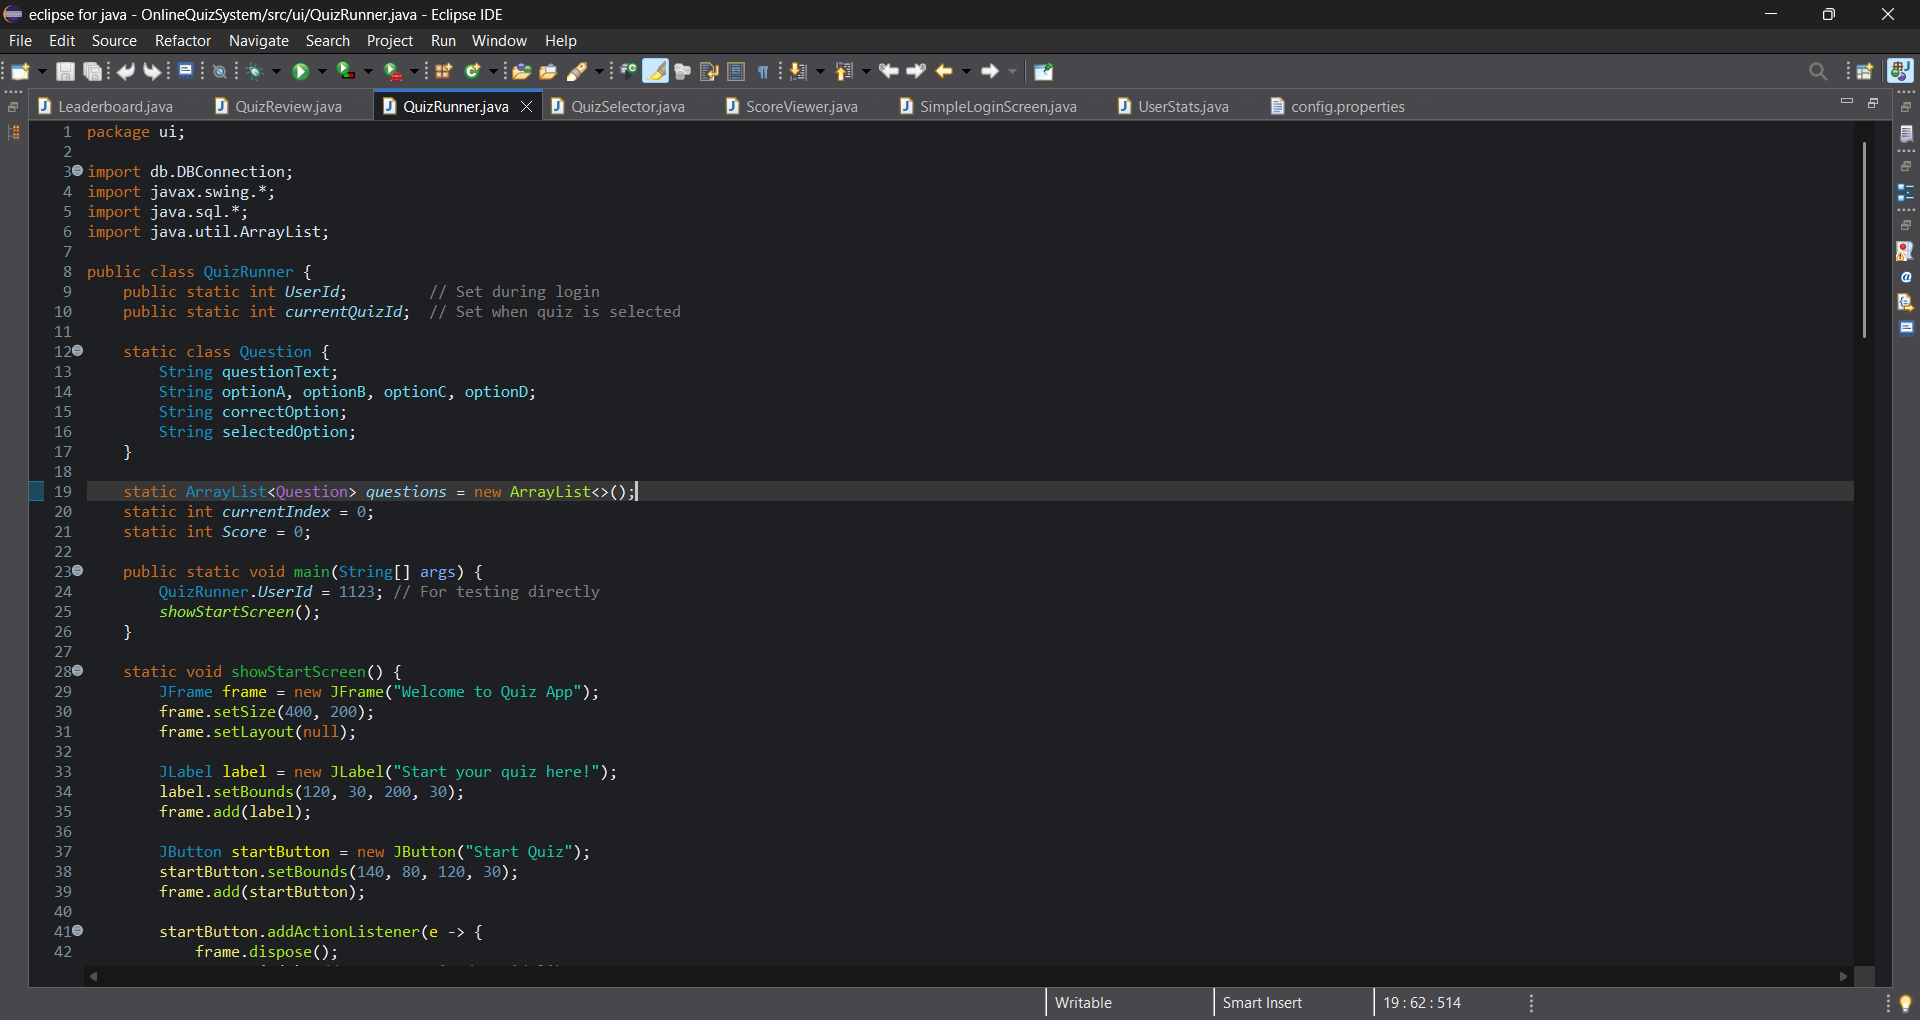 eclipse for java - OnlineQuizSystem/src/ui/QuizRunner.java - Eclipse IDE
File Edit Source Refactor Navigate Search Project Run Window Help
Leaderboard.java QuizReview.java QuizRunner.java QuizSelector.java ScoreViewer.java SimpleLoginScreen.java UserStats.java config.properties
1 package ui;
2
3 import db.DBConnection;
4 import javax.swing.*;
5 import java.sql.*;
6 import java.util.ArrayList;
7
8 public class QuizRunner {
9     public static int UserId;         // Set during login
10     public static int currentQuizId;  // Set when quiz is selected
11
12     static class Question {
13         String questionText;
14         String optionA, optionB, optionC, optionD;
15         String correctOption;
16         String selectedOption;
17     }
18
19     static ArrayList<Question> questions = new ArrayList<>();
20     static int currentIndex = 0;
21     static int Score = 0;
22
23     public static void main(String[] args) {
24         QuizRunner.UserId = 1123; // For testing directly
25         showStartScreen();
26     }
27
28     static void showStartScreen() {
29         JFrame frame = new JFrame("Welcome to Quiz App");
30         frame.setSize(400, 200);
31         frame.setLayout(null);
32
33         JLabel label = new JLabel("Start your quiz here!");
34         label.setBounds(120, 30, 200, 30);
35         frame.add(label);
36
37         JButton startButton = new JButton("Start Quiz");
38         startButton.setBounds(140, 80, 120, 30);
39         frame.add(startButton);
40
41         startButton.addActionListener(e -> {
42             frame.dispose();
Writable Smart Insert 19 : 62 : 514